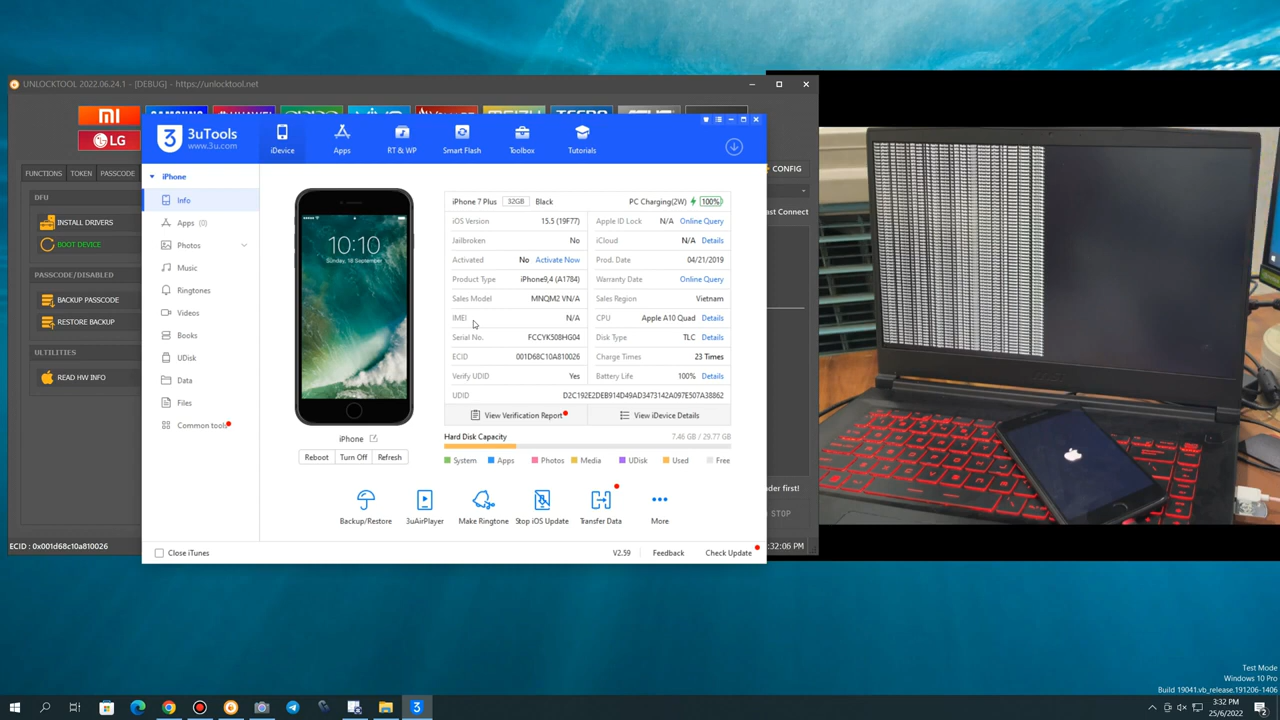 UNLOCKTOOL 2022.06.24.1 - [DEBUG] - https://unlocktool.net
LG
FUNCTIONS TOKEN PASSCODE
CONFIG
DFU
INSTALL DRIVERS
BOOT DEVICE
PASSCODE/DISABLED
BACKUP PASSCODE
RESTORE BACKUP
ULTILITIES
READ HW INFO
ast Connect
der first!
STOP
ECID : 0x001d68c10a810026
:32:06 PM
3uTools
www.3u.com
iDevice
Apps
RT & WP
Smart Flash
Toolbox
Tutorials
iPhone
Info
Apps (0)
Photos
Music
Ringtones
Videos
Books
UDisk
Data
Files
Common tools
10:10
Sunday, 18 September
iPhone
Reboot Turn Off Refresh
iPhone 7 Plus 32GB Black PC Charging(2W) 100%
iOS Version 15.5 (19F77) Apple ID Lock N/A Online Query
Jailbroken No iCloud N/A Details
Activated No Activate Now Prod. Date 04/21/2019
Product Type iPhone9,4 (A1784) Warranty Date Online Query
Sales Model MNQM2 VN/A Sales Region Vietnam
IMEI N/A CPU Apple A10 Quad Details
Serial No. FCCYK508HG04 Disk Type TLC Details
ECID 001D68C10A810026 Charge Times 23 Times
Verify UDID Yes Battery Life 100% Details
UDID D2C192E2DEB914D49AD3473142A097E507A38862
View Verification Report View iDevice Details
Hard Disk Capacity 7.46 GB / 29.77 GB
System Apps Photos Media UDisk Used Free
Backup/Restore 3uAirPlayer Make Ringtone Stop iOS Update Transfer Data More
Close iTunes V2.59 Feedback Check Update
Test Mode
Windows 10 Pro
Build 19041.vb_release.191206-1406
3:32 PM
25/6/2022
2